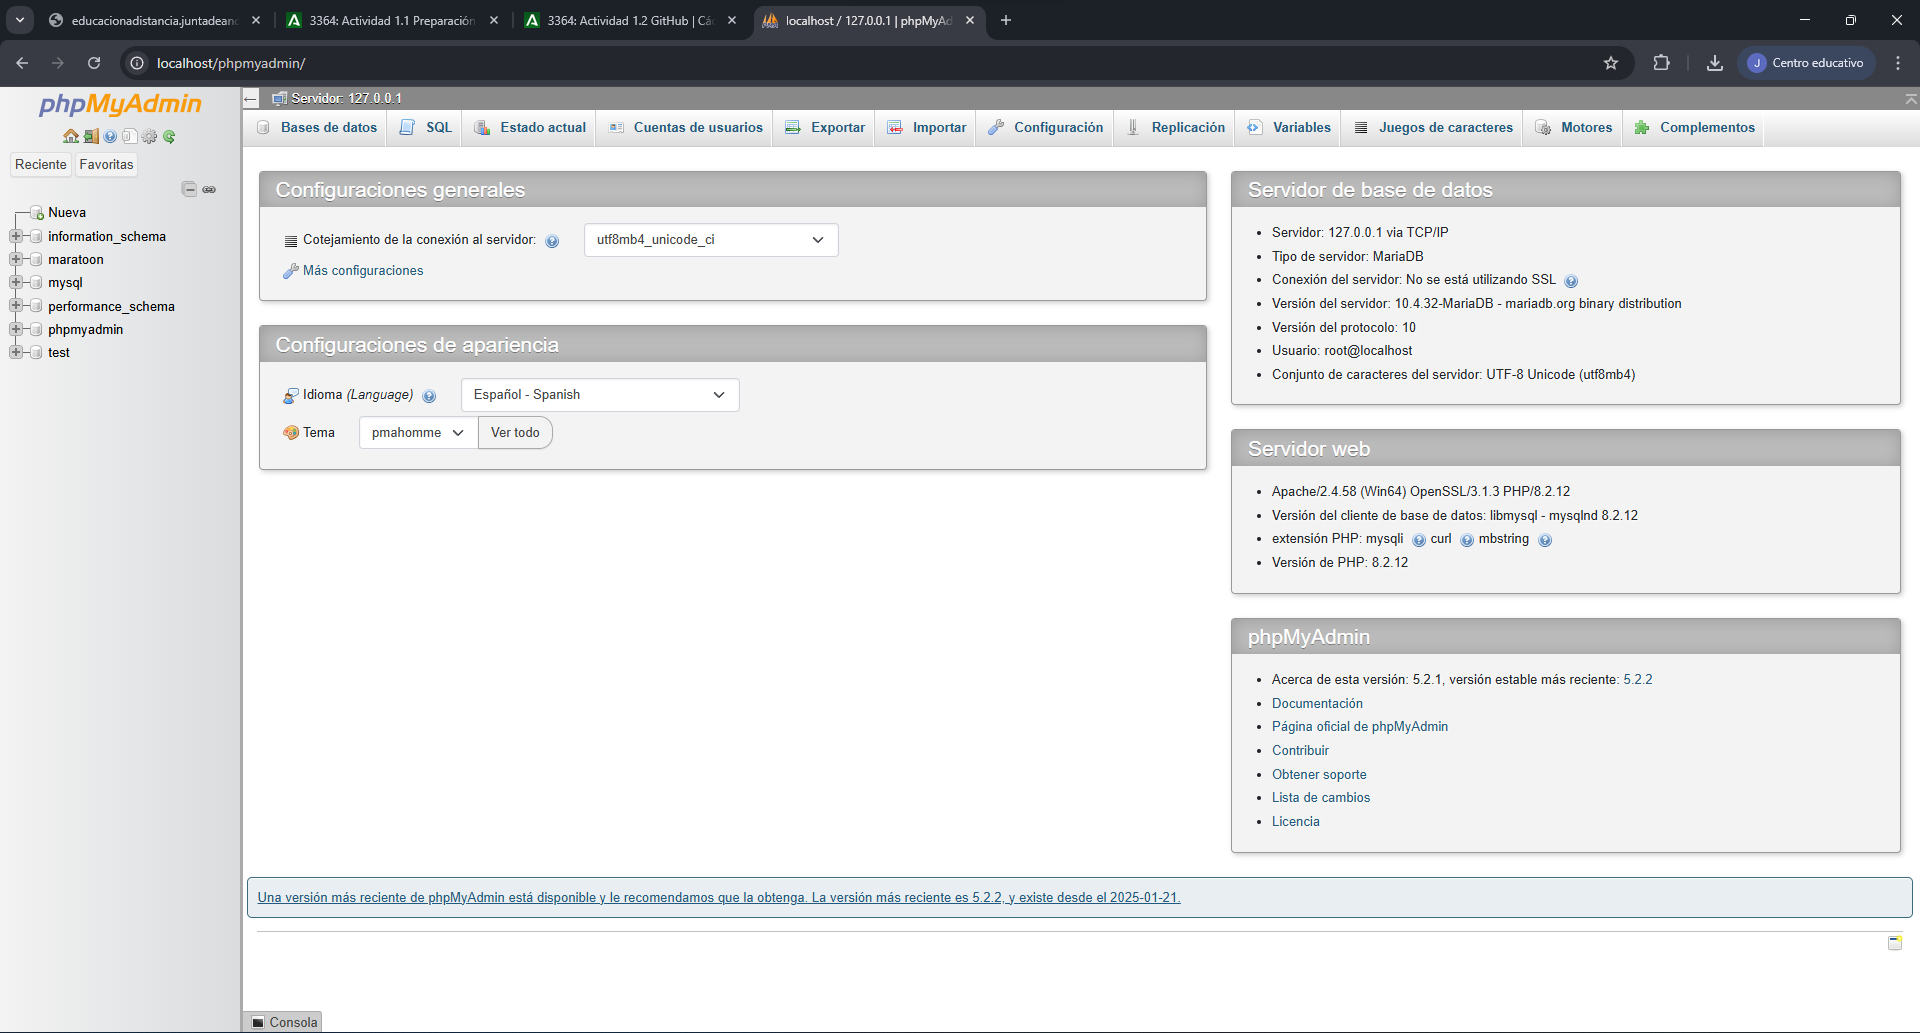 educacionadistancia.juntadeand
3364: Actividad 1.1 Preparación
3364: Actividad 1.2 GitHub | Các
localhost / 127.0.0.1 | phpMyAd
localhost/phpmyadmin/
J Centro educativo
phpMyAdmin
Reciente Favoritas
Nueva
information_schema
maratoon
mysql
performance_schema
phpmyadmin
test
Servidor: 127.0.0.1
Bases de datos SQL Estado actual Cuentas de usuarios Exportar Importar Configuración Replicación Variables Juegos de caracteres Motores Complementos
Configuraciones generales
Cotejamiento de la conexión al servidor: utf8mb4_unicode_ci
Más configuraciones
Configuraciones de apariencia
Idioma (Language) Español - Spanish
Tema pmahomme Ver todo
Servidor de base de datos
Servidor: 127.0.0.1 via TCP/IP
Tipo de servidor: MariaDB
Conexión del servidor: No se está utilizando SSL
Versión del servidor: 10.4.32-MariaDB - mariadb.org binary distribution
Versión del protocolo: 10
Usuario: root@localhost
Conjunto de caracteres del servidor: UTF-8 Unicode (utf8mb4)
Servidor web
Apache/2.4.58 (Win64) OpenSSL/3.1.3 PHP/8.2.12
Versión del cliente de base de datos: libmysql - mysqlnd 8.2.12
extensión PHP: mysqli curl mbstring
Versión de PHP: 8.2.12
phpMyAdmin
Acerca de esta versión: 5.2.1, versión estable más reciente: 5.2.2
Documentación
Página oficial de phpMyAdmin
Contribuir
Obtener soporte
Lista de cambios
Licencia
Una versión más reciente de phpMyAdmin está disponible y le recomendamos que la obtenga. La versión más reciente es 5.2.2, y existe desde el 2025-01-21.
Consola